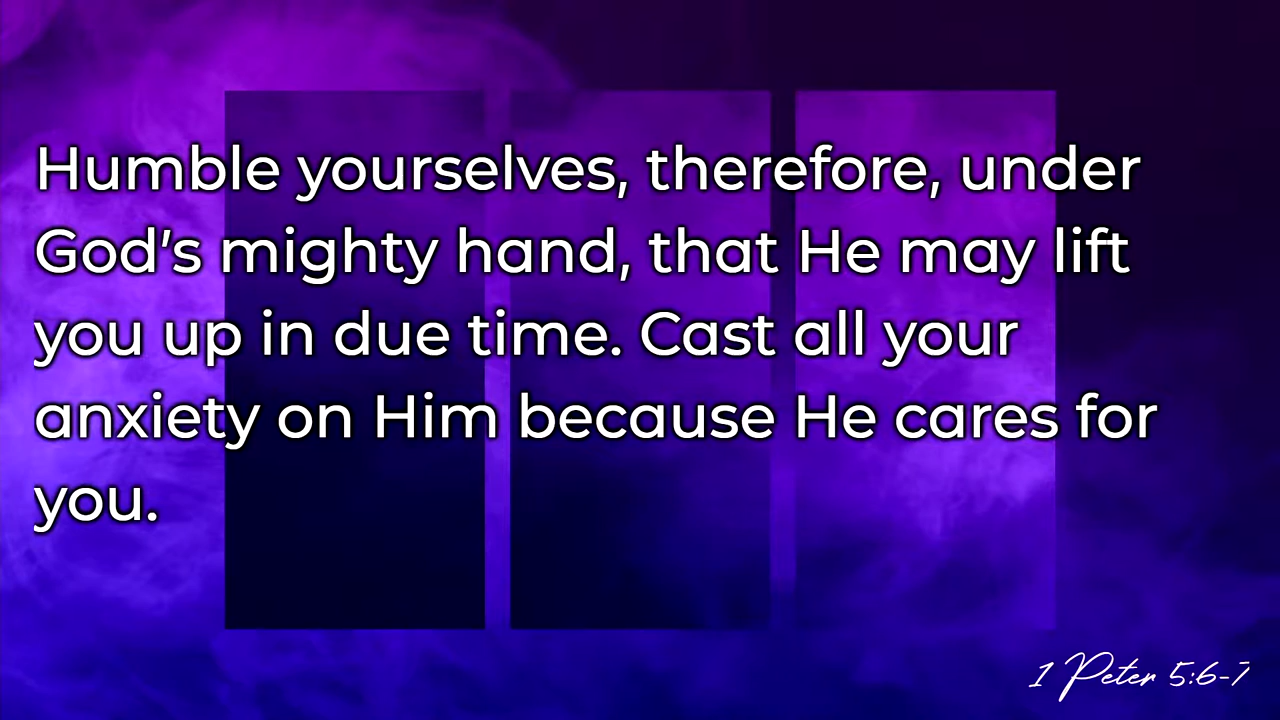 Humble yourselves, therefore, under
God’s mighty hand, that He may lift
you up in due time. Cast all your
anxiety on Him because He cares for
you.
1 Peter 5:6-7